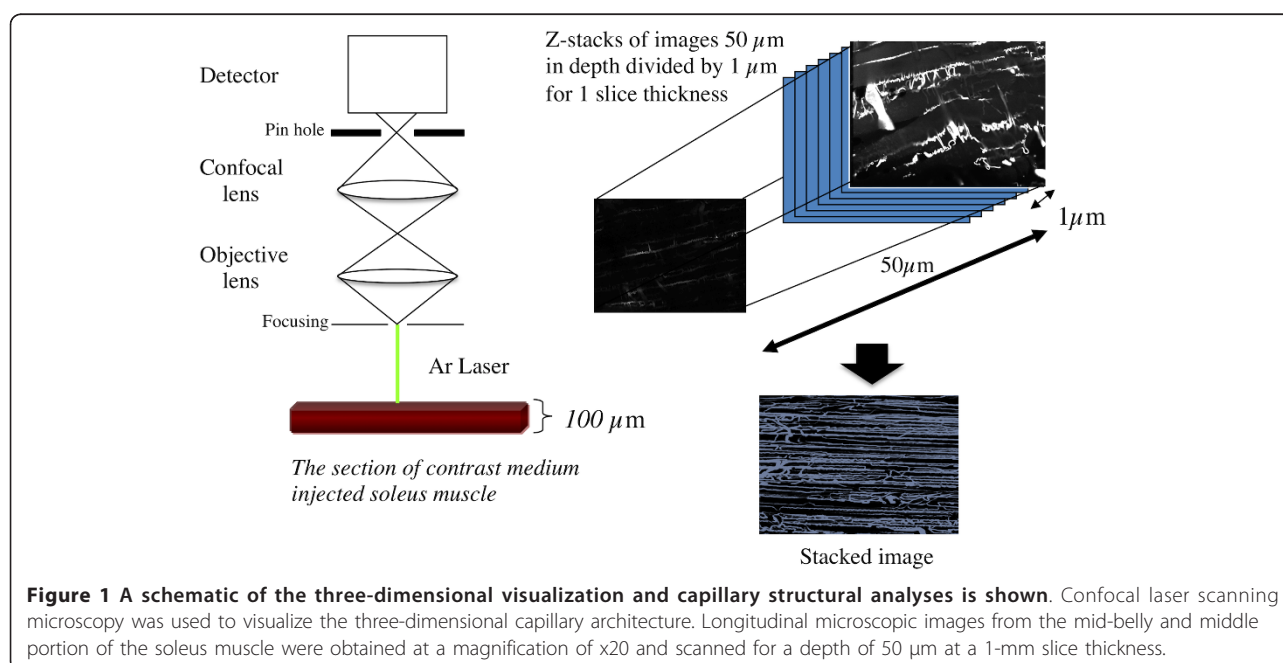 Detector
Pin hole
Confocal
lens
Objective
lens
Focusing
Ar Laser
100 µm
The section of contrast medium
injected soleus muscle
Z-stacks of images 50 µm
in depth divided by 1 µm
for 1 slice thickness
1µm
50µm
Stacked image
Figure 1 A schematic of the three-dimensional visualization and capillary structural analyses is shown. Confocal laser scanning
microscopy was used to visualize the three-dimensional capillary architecture. Longitudinal microscopic images from the mid-belly and middle
portion of the soleus muscle were obtained at a magnification of x20 and scanned for a depth of 50 µm at a 1-mm slice thickness.